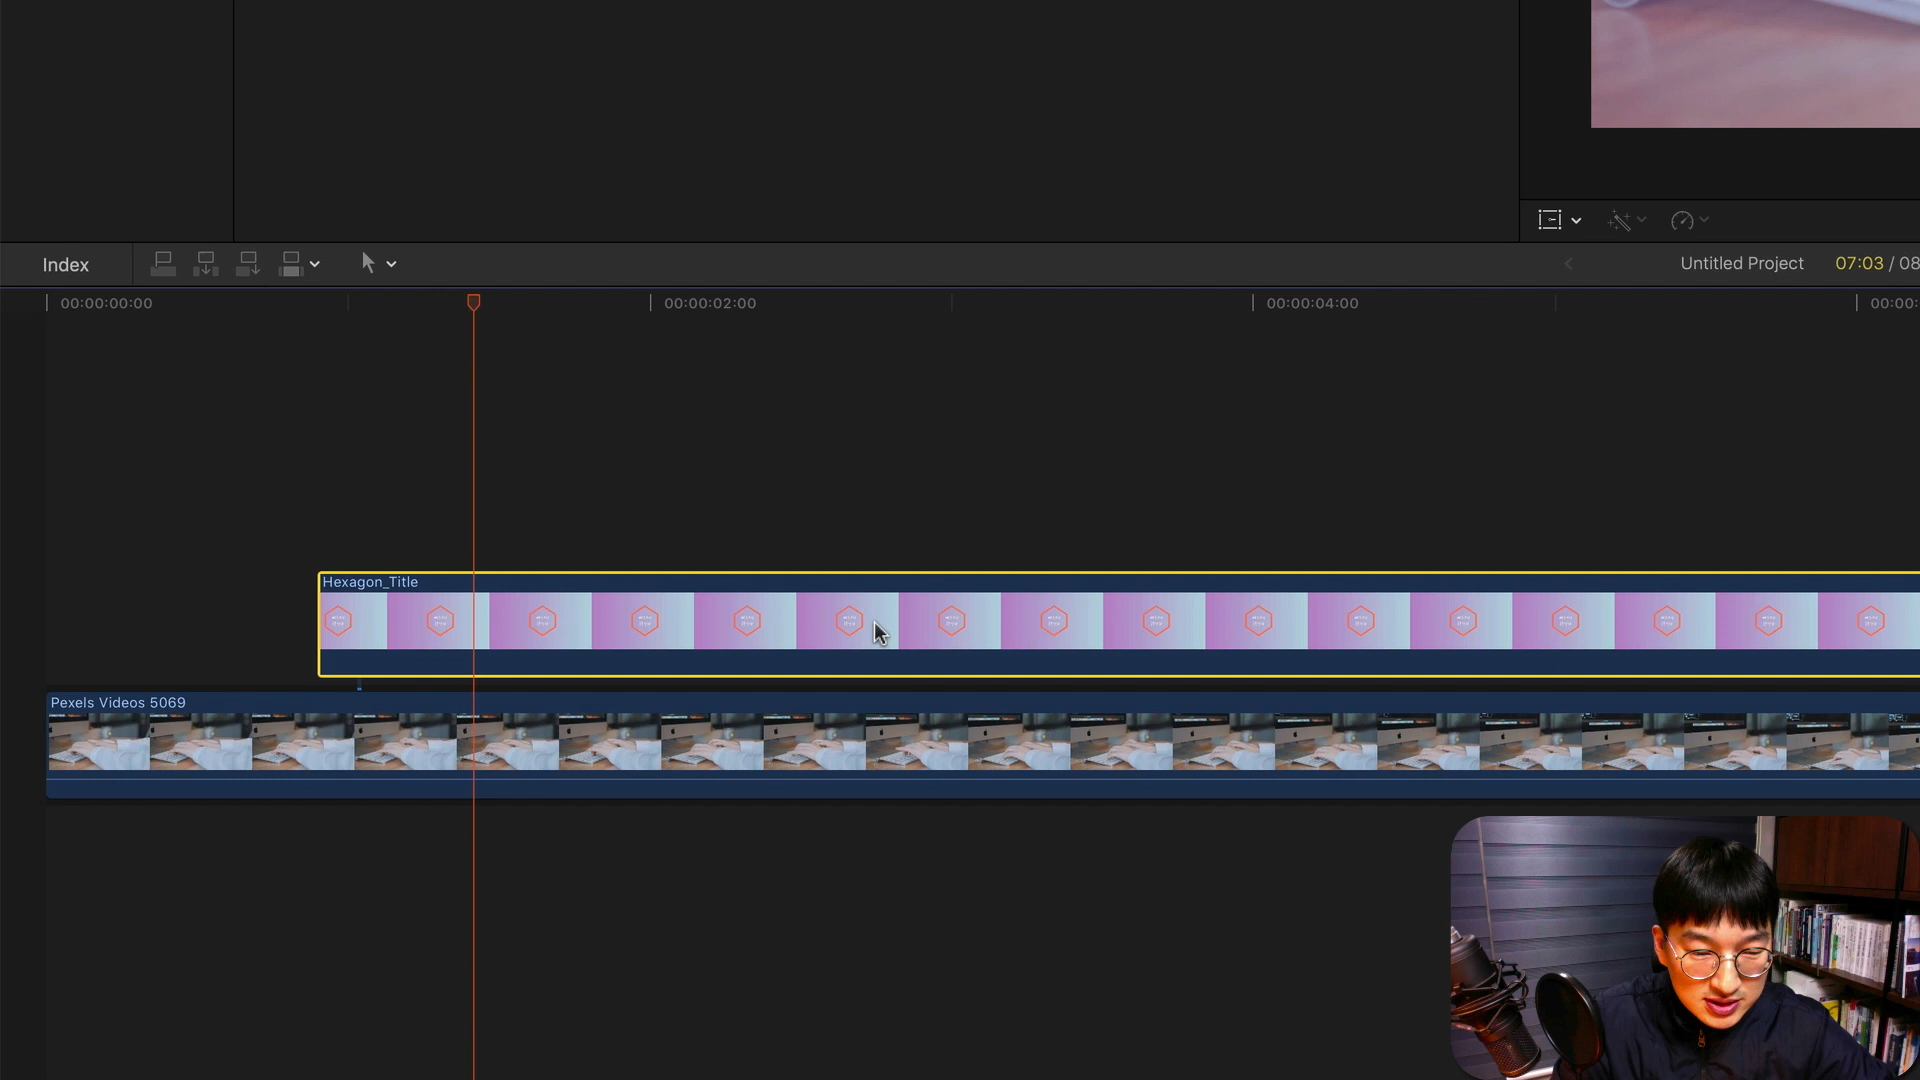 Index
Untitled Project
07:03 / 08
00:00:00:00
00:00:02:00
00:00:04:00
00:00:
Hexagon_Title
Pexels Videos 5069